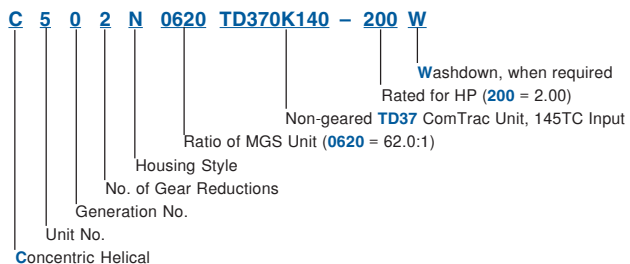 C 5 0 2 N 0620 TD370K140 – 200 W
Washdown, when required
Rated for HP (200 = 2.00)
Non-geared TD37 ComTrac Unit, 145TC Input
Ratio of MGS Unit (0620 = 62.0:1)
Housing Style
No. of Gear Reductions
Generation No.
Unit No.
Concentric Helical